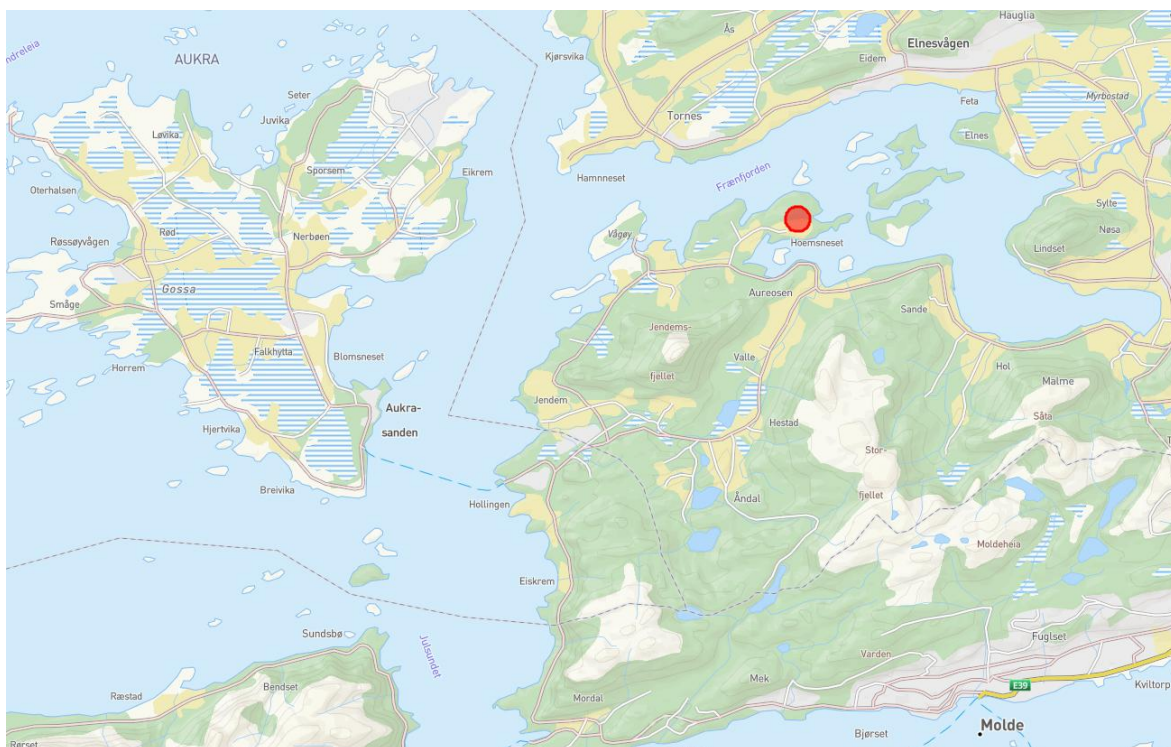 Hauglia
Ås
Elnesvågen
Kjørsvika
Eidem
AUKRA
Seter
Feta
Myrbostad
Juvika
Tornes
Løvika
Elnes
Sporsem
Eikrem
Hamnneset
Frænfjorden
Oterhalsen
Sylte
Rød
Nerbøen
Vågøy
Nøsa
Røssøyvågen
Hoemsneset
Lindset
Gossa
Småge
Aureosen
Sande
Jendems-
fjellet
Falkhytta
Blomsneset
Valle
Horrem
Hol
Malme
Jendem
Aukra-
sanden
Såta
Hestad
Hjertvika
Stor-
fjellet
Breivika
Åndal
Hollingen
Moldeheia
Eiskrem
Sundsbø
Julsundet
Fuglset
Varden
Mek
Bendset
E39
Kviltorp
Ræstad
Mordal
Molde
Bjørset
Rørset